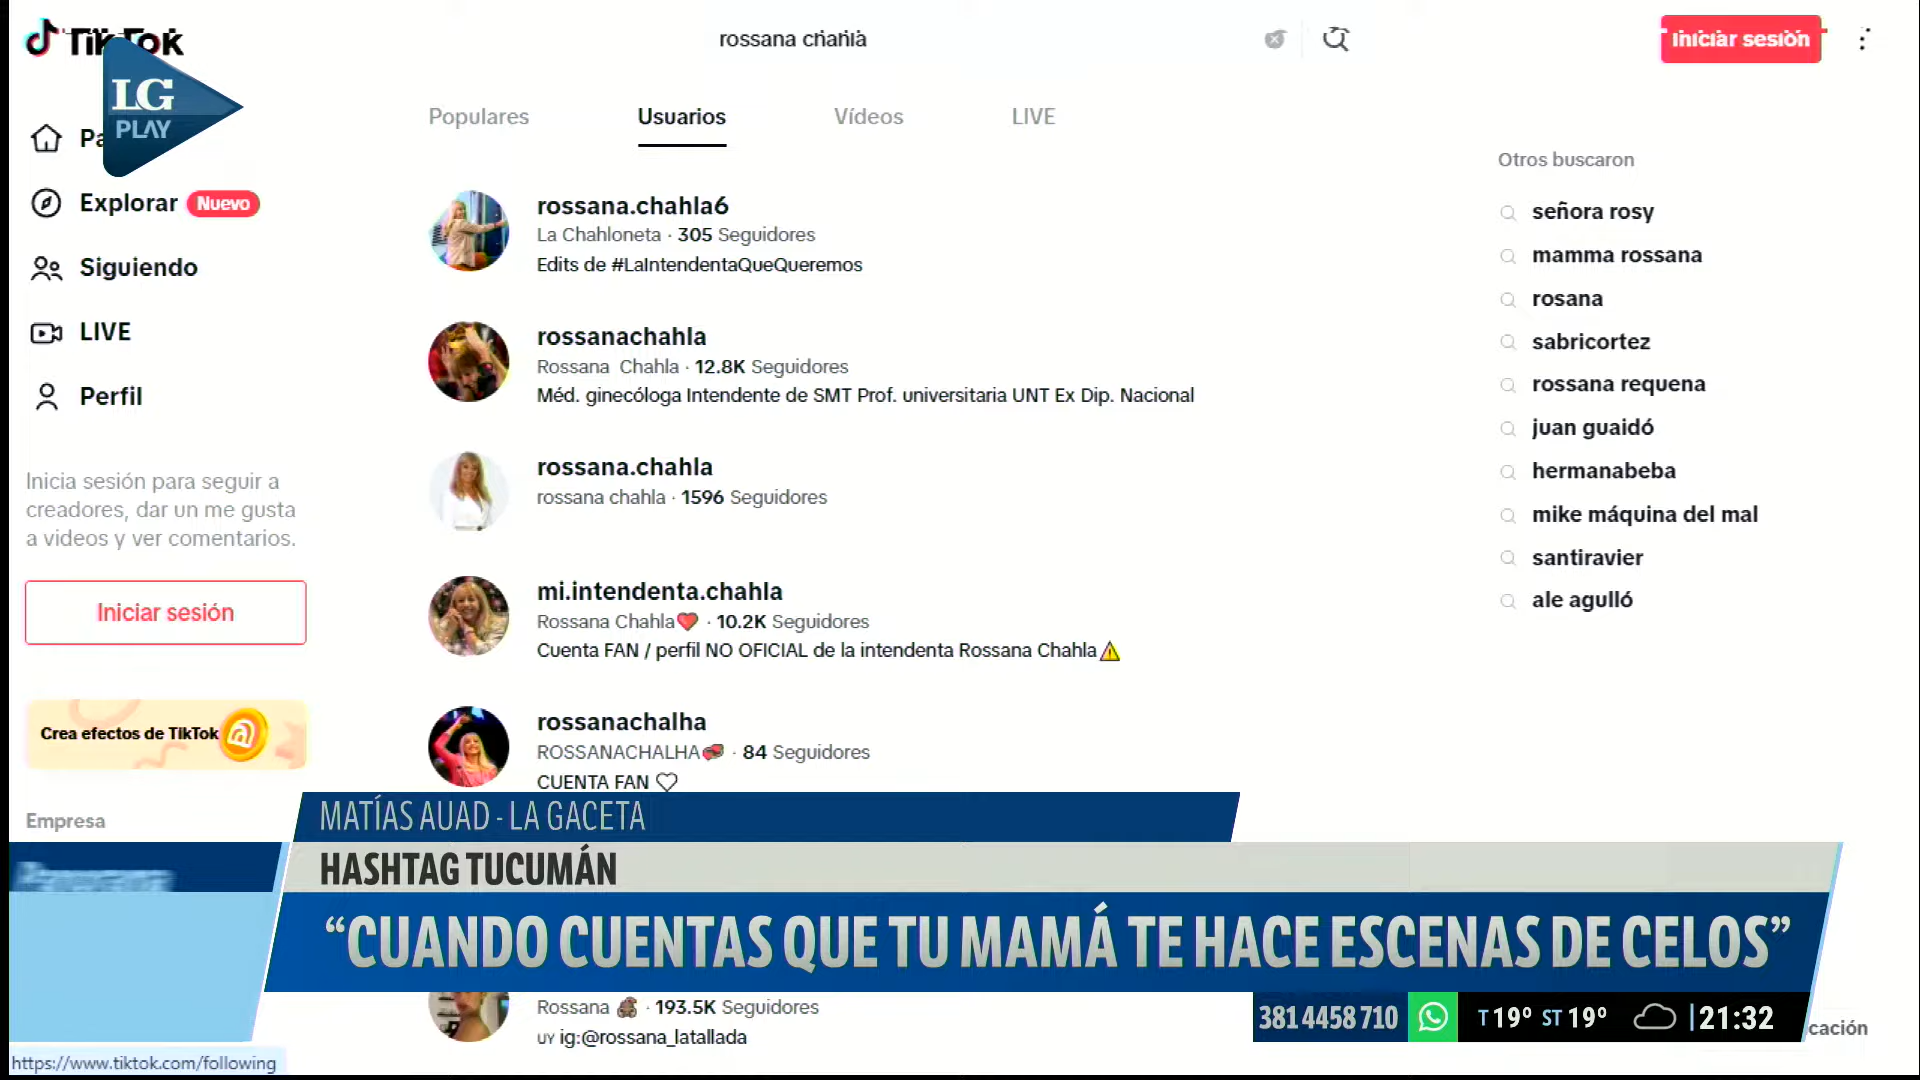 TikTok
rossana chahla
Iniciar sesión
LG
PLAY
Populares
Usuarios
Vídeos
LIVE
Explorar
Nuevo
Siguiendo
LIVE
Perfil
Inicia sesión para seguir a
creadores, dar un me gusta
a videos y ver comentarios.
Iniciar sesión
Crea efectos de TikTok
Empresa
rossana.chahla6
La Chahloneta · 305 Seguidores
Edits de #LaIntendentaQueQueremos
rossanachahla
Rossana Chahla · 12.8K Seguidores
Méd. ginecóloga Intendente de SMT Prof. universitaria UNT Ex Dip. Nacional
rossana.chahla
rossana chahla · 1596 Seguidores
mi.intendenta.chahla
Rossana Chahla❤️ · 10.2K Seguidores
Cuenta FAN / perfil NO OFICIAL de la intendenta Rossana Chahla⚠️
rossanachalha
ROSSANACHALHA · 84 Seguidores
CUENTA FAN ♡
Rossana · 193.5K Seguidores
UY ig:@rossana_latallada
Otros buscaron
señora rosy
mamma rossana
rosana
sabricortez
rossana requena
juan guaidó
hermanabeba
mike máquina del mal
santiravier
ale agulló
MATÍAS AUAD - LA GACETA
HASHTAG TUCUMÁN
“CUANDO CUENTAS QUE TU MAMÁ TE HACE ESCENAS DE CELOS”
381 4458 710
T 19º ST 19º
21:32
cación
https://www.tiktok.com/following